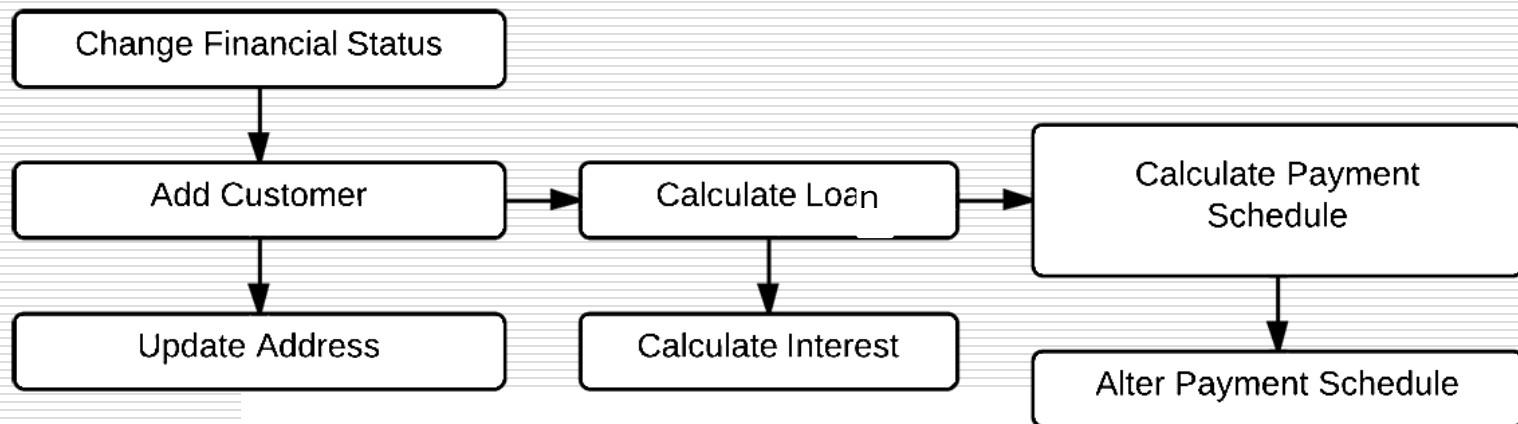 Change Financial Status
Add Customer
Calculate Loan
Calculate Payment
Schedule
Update Address
Calculate Interest
Alter Payment Schedule